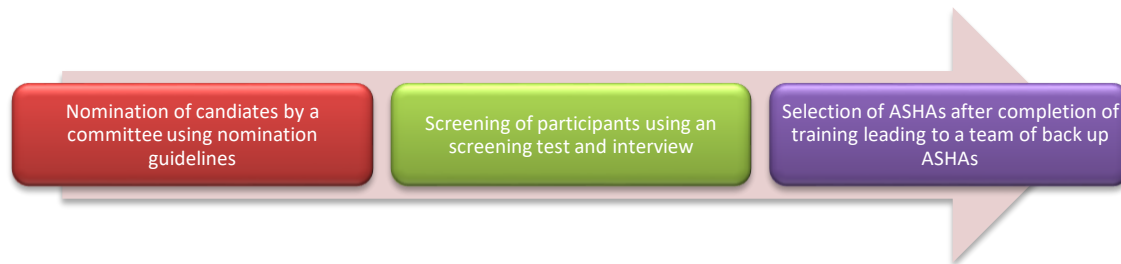 Nomination of candiates by a
committee using nomination
guidelines
Screening of participants using an
screening test and interview
Selection of ASHAs after completion of
training leading to a team of back up
ASHAs